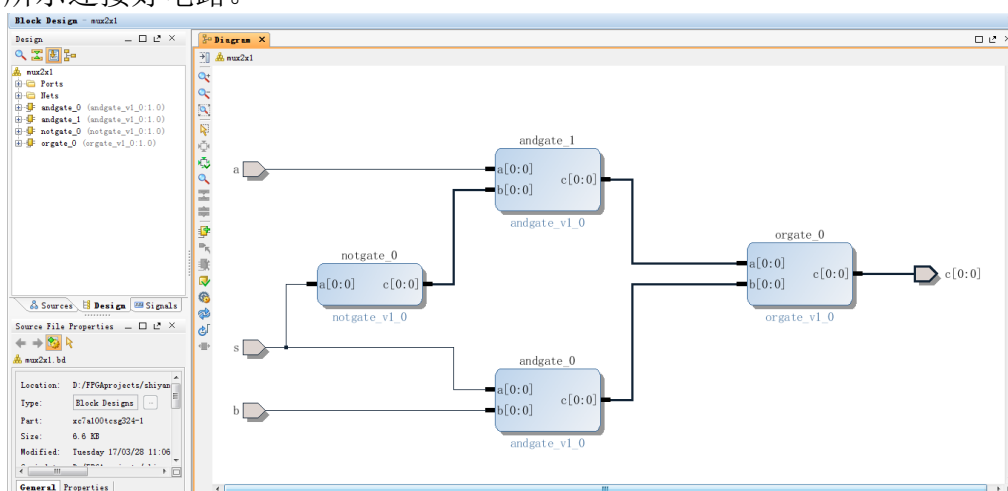 所示连接好电路。
Block Design - mux2x1
Design
mux2x1
Ports
Nets
andgate_0 (andgate_v1_0:1.0)
andgate_1 (andgate_v1_0:1.0)
notgate_0 (notgate_v1_0:1.0)
orgate_0 (orgate_v1_0:1.0)
Sources Design Signals
Source File Properties
mux2x1.bd
Location: D:/FPGAprojects/shiyan
Type: Block Designs
Part: xc7a100tcsg324-1
Size: 6.6 KB
Modified: Tuesday 17/03/28 11:06
General Properties
Diagram
mux2x1
andgate_1
a
a[0:0]
c[0:0]
b[0:0]
andgate_v1_0
orgate_0
notgate_0
a[0:0]
c[0:0]
c[0:0]
a[0:0] c[0:0]
b[0:0]
notgate_v1_0
orgate_v1_0
s
andgate_0
a[0:0]
c[0:0]
b
b[0:0]
andgate_v1_0